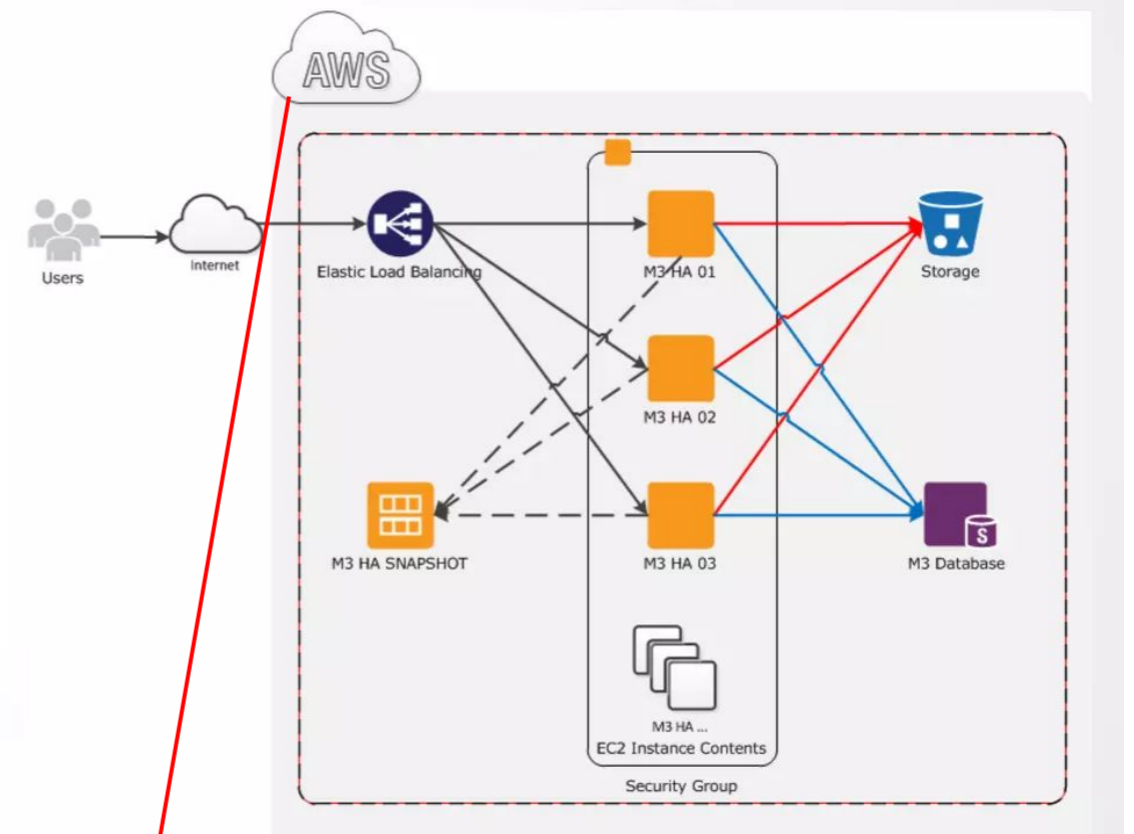 AWS
Users
Internet
Elastic Load Balancing
M3 HA 01
Storage
M3 HA 02
M3 HA SNAPSHOT
M3 HA 03
S
M3 Database
M3 HA ...
EC2 Instance Contents
Security Group